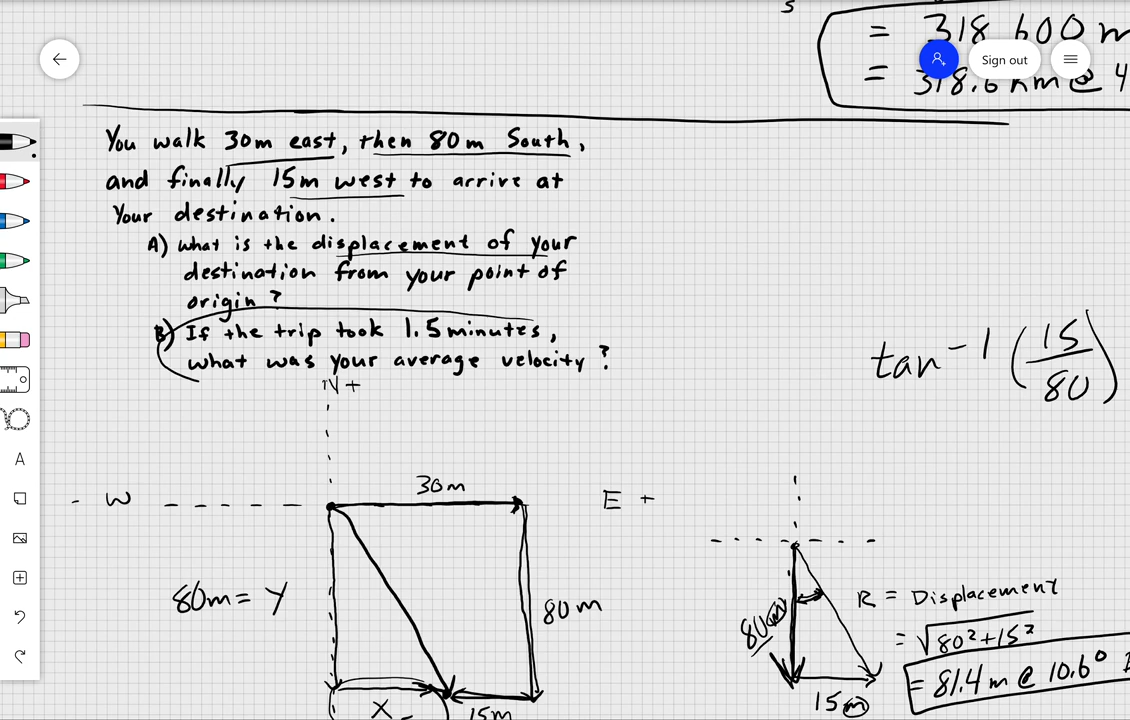 s
= 318 600 m
Sign out
= 318.6 km @ 4
You walk 30m east, then 80m South,
and finally 15m west to arrive at
Your destination.
A) What is the displacement of your
destination from your point of
origin?
B) If the trip took 1.5 minutes,
what was your average velocity?
tan⁻¹ (15/80)
N +
- W
30m
E +
80m = Y
80m
X =
15m
80m
15m
R = Displacement
= √80²+15²
= 81.4 m @ 10.6°
A